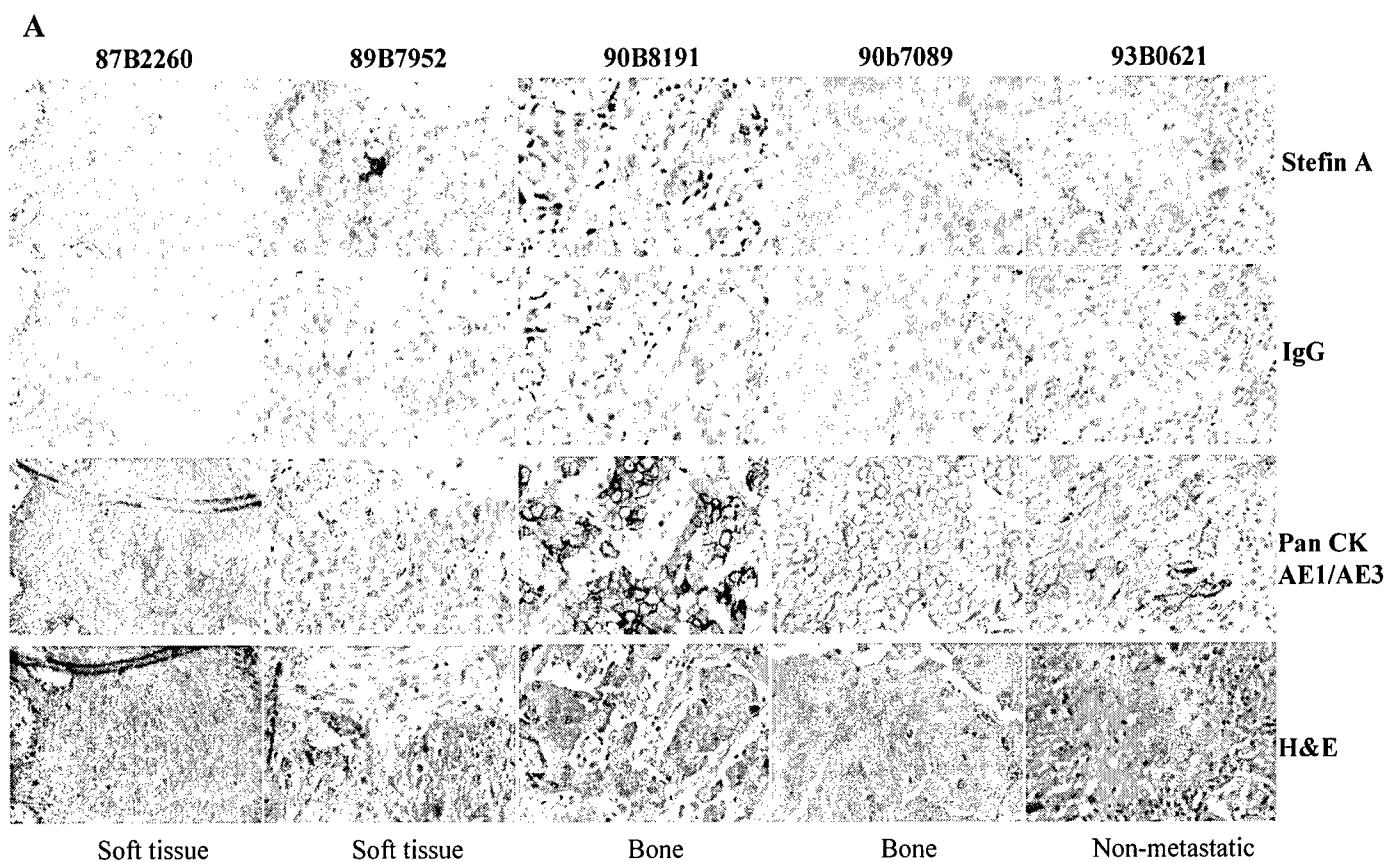 A
87B2260 89B7952 90B8191 90b7089 93B0621
Stefin A
IgG
Pan CK
AE1/AE3
H&E
Soft tissue Soft tissue Bone Bone Non-metastatic